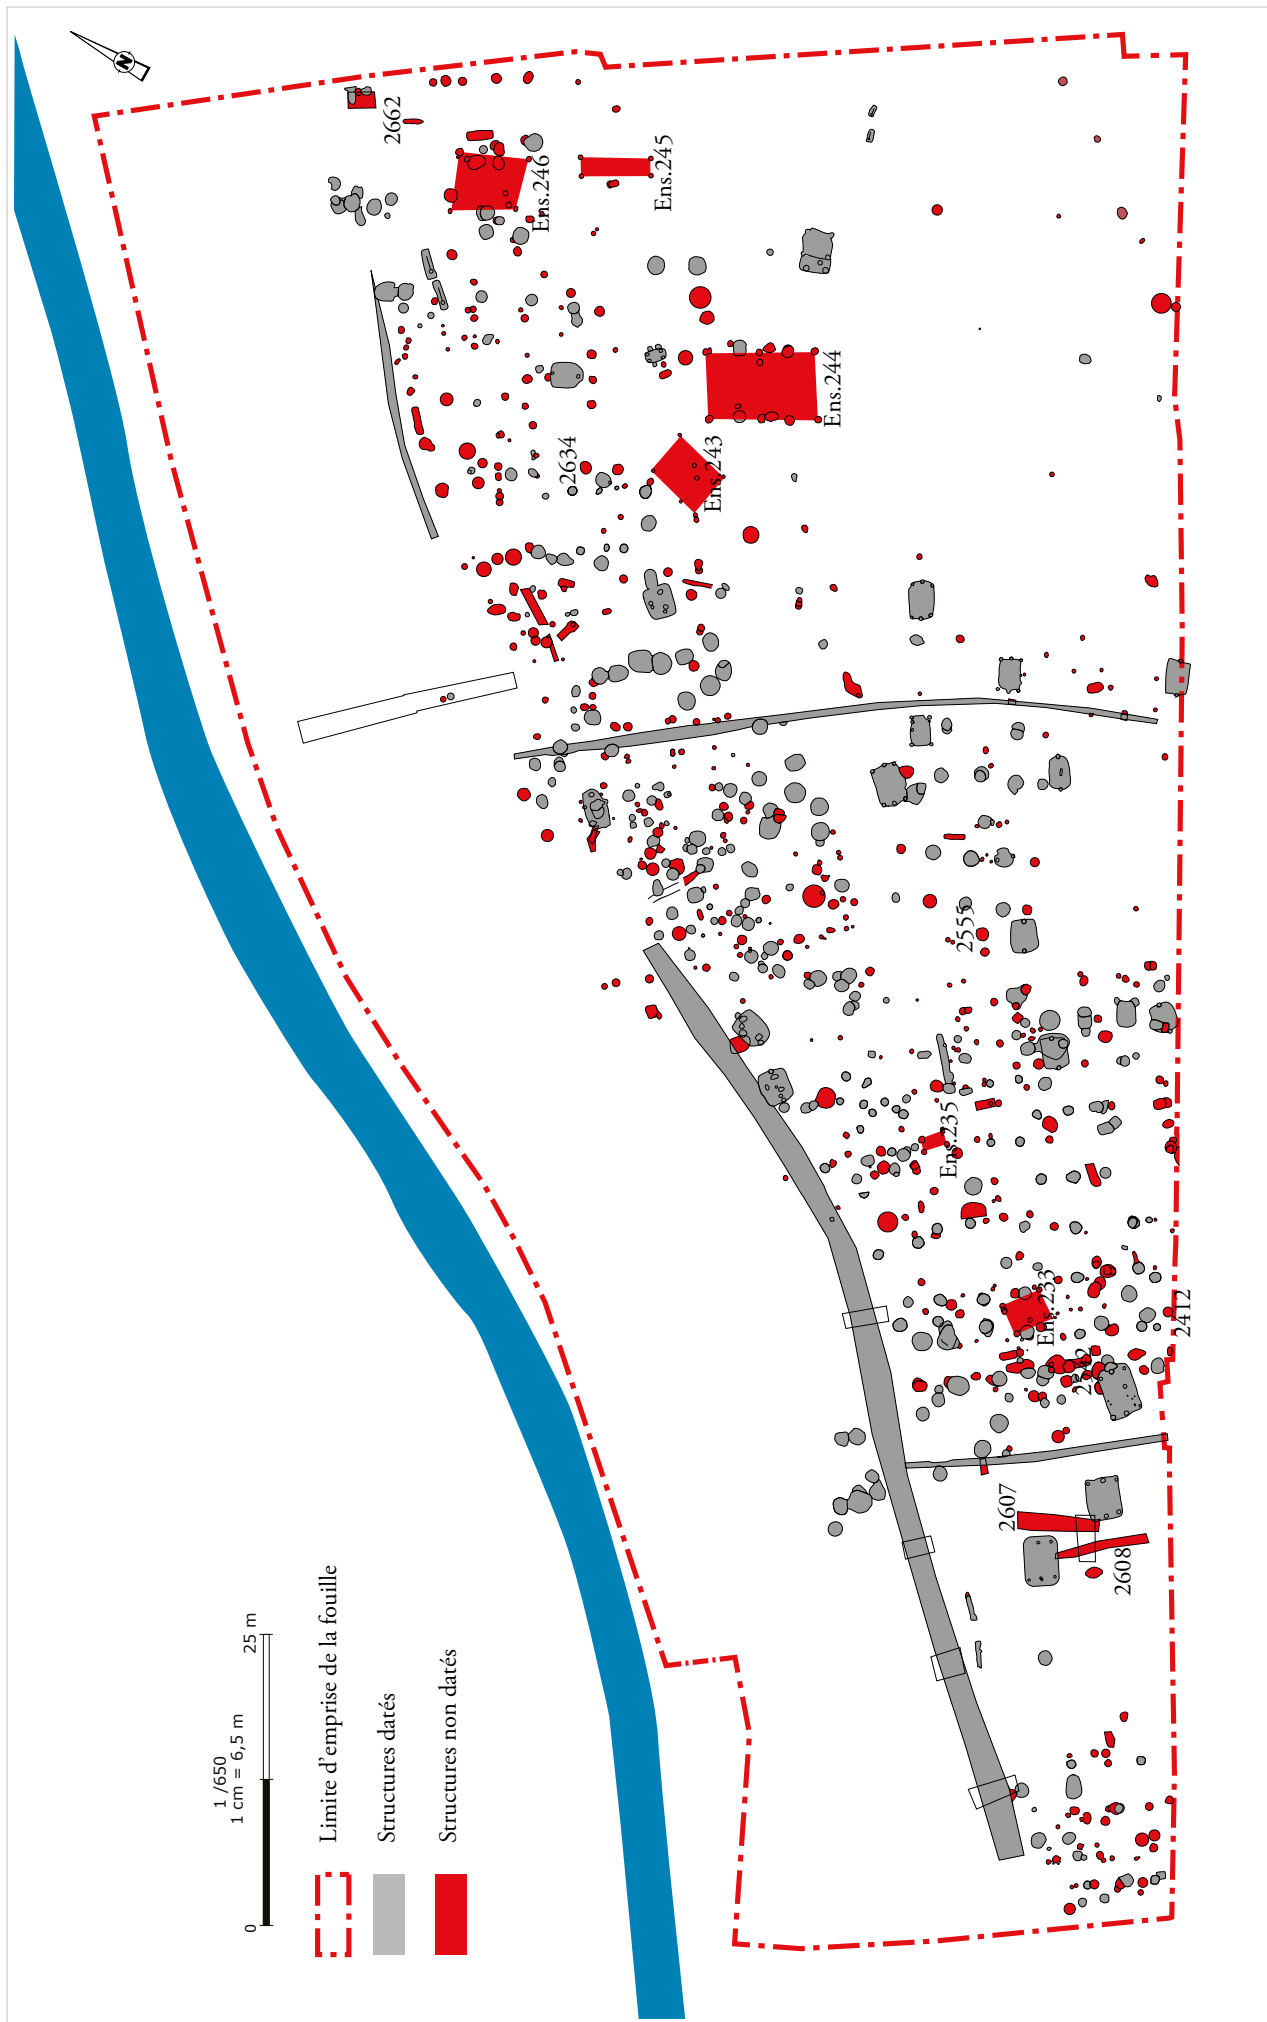 N
2662
Ens.246
Ens.245
Ens.244
Ens.243
2634
2555
Ens.235
Ens.233
2412
2542
2607
2608
1 /650
1 cm = 6,5 m
0
25 m
Limite d'emprise de la fouille
Structures datés
Structures non datés